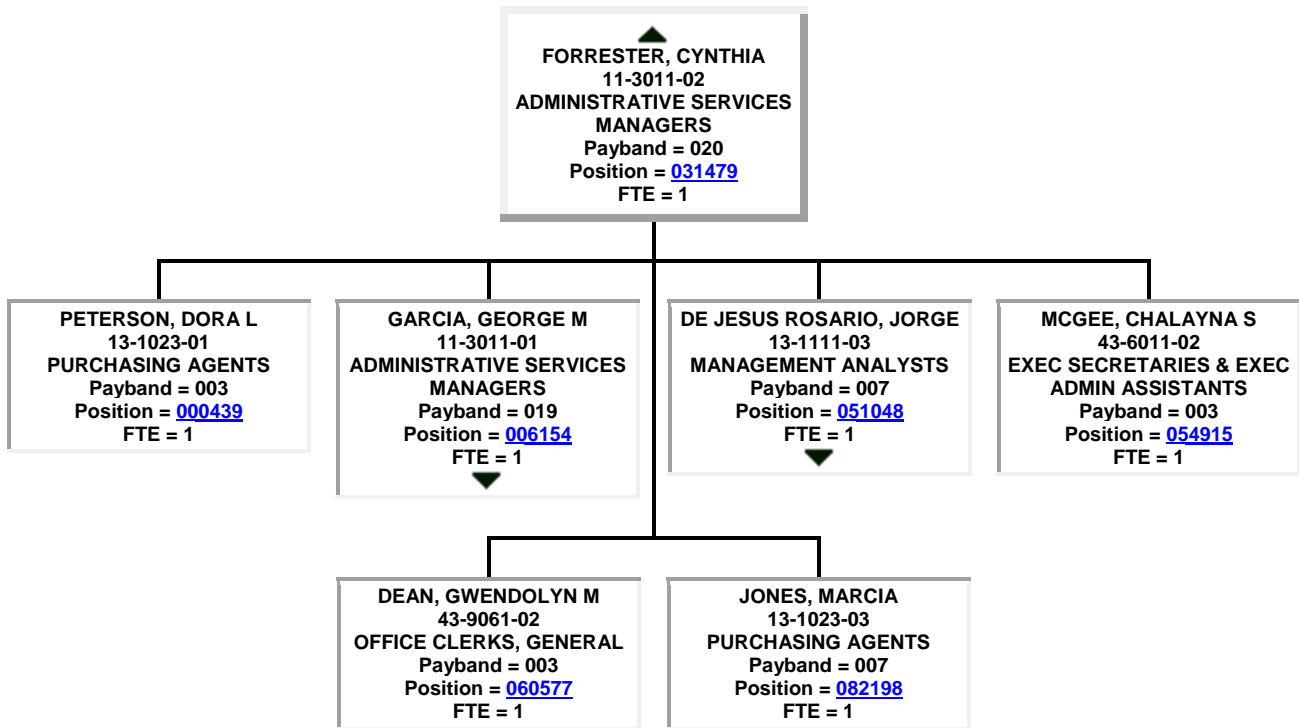 FORRESTER, CYNTHIA
11-3011-02
ADMINISTRATIVE SERVICES
MANAGERS
Payband = 020
Position = 031479
FTE = 1
PETERSON, DORA L
13-1023-01
PURCHASING AGENTS
Payband = 003
Position = 000439
FTE = 1
GARCIA, GEORGE M
11-3011-01
ADMINISTRATIVE SERVICES
MANAGERS
Payband = 019
Position = 006154
FTE = 1
DE JESUS ROSARIO, JORGE
13-1111-03
MANAGEMENT ANALYSTS
Payband = 007
Position = 051048
FTE = 1
MCGEE, CHALAYNA S
43-6011-02
EXEC SECRETARIES & EXEC
ADMIN ASSISTANTS
Payband = 003
Position = 054915
FTE = 1
DEAN, GWENDOLYN M
43-9061-02
OFFICE CLERKS, GENERAL
Payband = 003
Position = 060577
FTE = 1
JONES, MARCIA
13-1023-03
PURCHASING AGENTS
Payband = 007
Position = 082198
FTE = 1